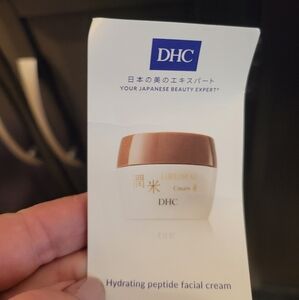 DHC
日本の美のエキスパート
YOUR JAPANESE BEAUTY EXPERT®
潤米
Cream
DHC
Hydrating peptide facial cream